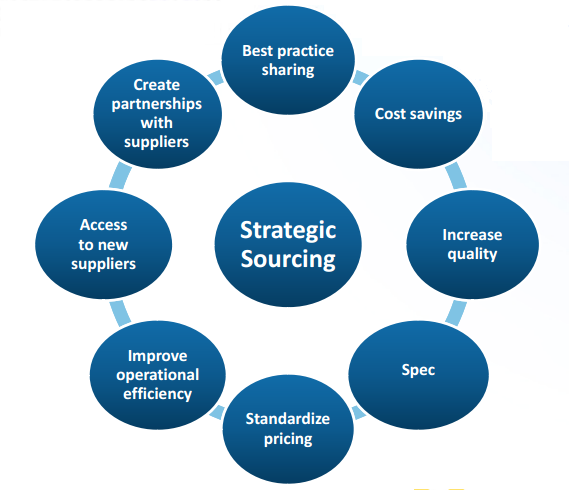 Best practice
sharing
Cost savings
Increase
quality
Spec
Standardize
pricing
Improve
operational
efficiency
Access
to new
suppliers
Create
partnerships
with
suppliers
Strategic
Sourcing